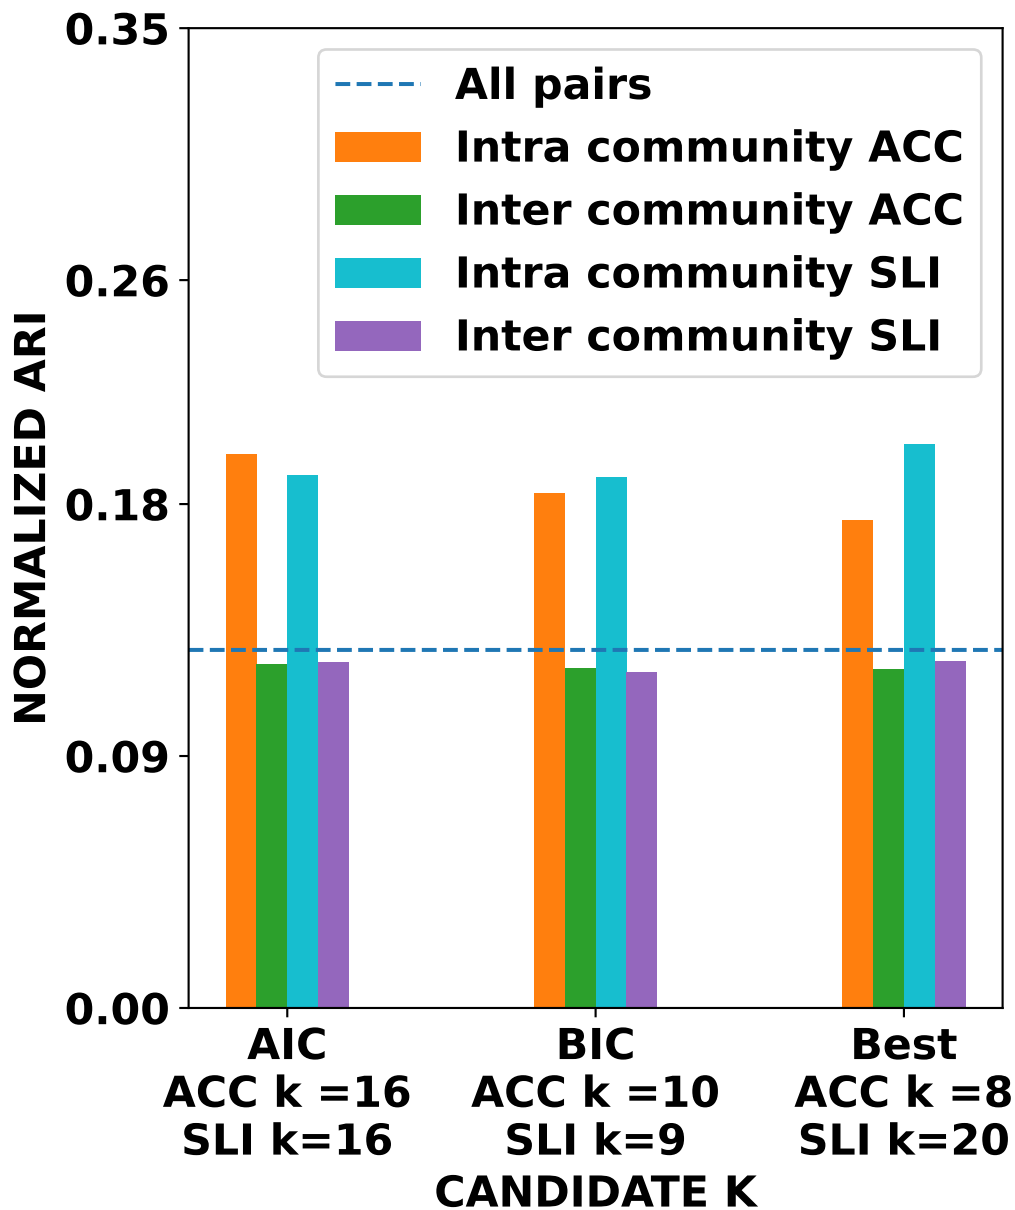 0.35
0.26
0.18
0.09
0.00
NORMALIZED ARI
All pairs
Intra community ACC
Inter community ACC
Intra community SLI
Inter community SLI
AIC
ACC k =16
SLI k=16
BIC
ACC k =10
SLI k=9
Best
ACC k =8
SLI k=20
CANDIDATE K